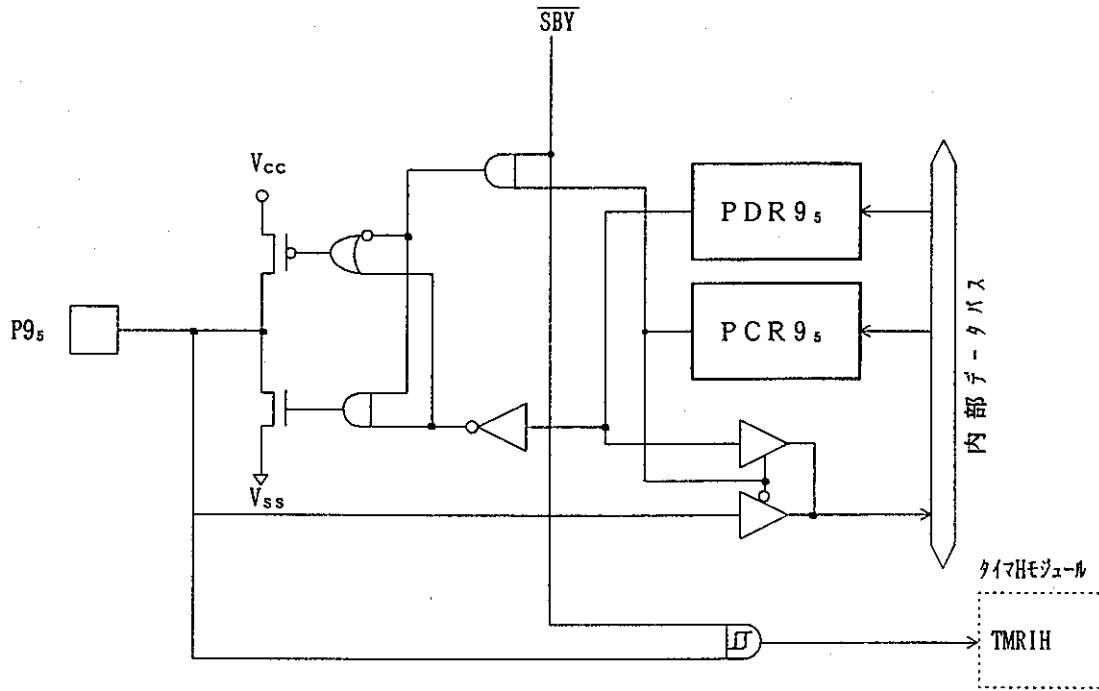 SBY
Vcc
PDR9₅
PCR9₅
P9₅
内部データバス
Vss
タイマHモジュール
TMRIH